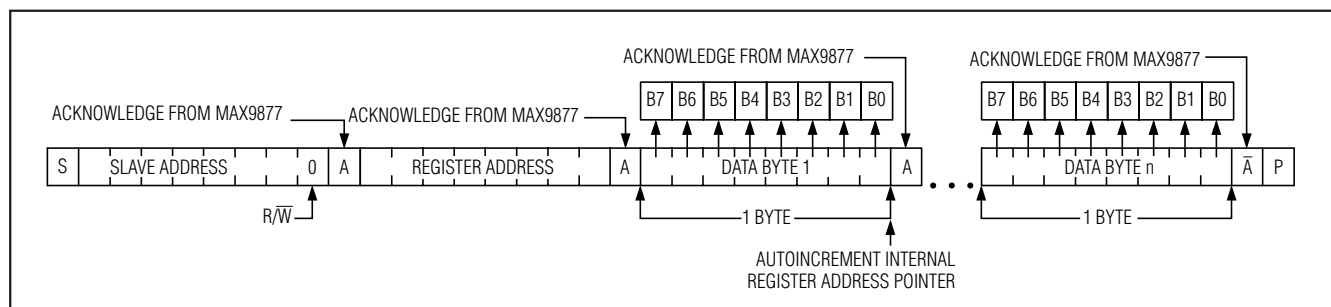 ACKNOWLEDGE FROM MAX9877
ACKNOWLEDGE FROM MAX9877
B7 B6 B5 B4 B3 B2 B1 B0
B7 B6 B5 B4 B3 B2 B1 B0
ACKNOWLEDGE FROM MAX9877
ACKNOWLEDGE FROM MAX9877
S SLAVE ADDRESS 0 A REGISTER ADDRESS A DATA BYTE 1 A • • • DATA BYTE n A̅ P
R/W̅
1 BYTE
1 BYTE
AUTOINCREMENT INTERNAL
REGISTER ADDRESS POINTER